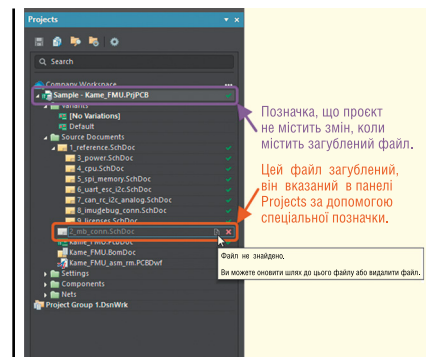 Projects
Search
Company Workspace
Sample - Kame_FMU.PrjPCB
Variants
[No Variations]
Default
Source Documents
1_reference.SchDoc
3_power.SchDoc
4_cpu.SchDoc
5_spi_memory.SchDoc
6_uart_esc_i2c.SchDoc
7_can_rc_i2c_analog.SchDoc
8_imugbebug_conn.SchDoc
9_licenses.SchDoc
2_mb_conn.SchDoc
Kame_FMU.PcbDoc
Kame_FMU.BomDoc
Kame_FMU_asm_rm.PCBDwf
Settings
Components
Nets
Project Group 1.DsnWrk
Позначка, що проєкт
не містить змін, коли
містить загублений файл.
Цей файл загублений,
він вказаний в панелі
Projects за допомогою
спеціальної позначки.
Файл не знайдено.
Ви можете оновити шлях до цього файлу або видалити файл.